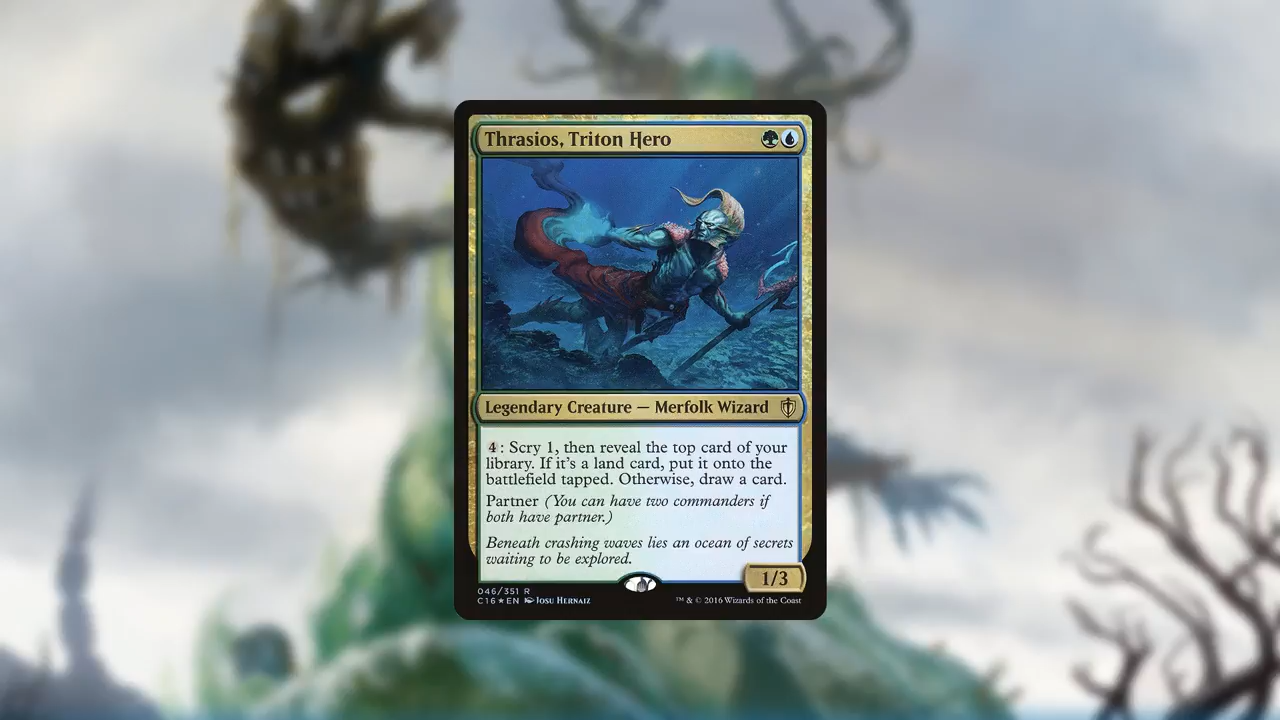 Thrasios, Triton Hero
Legendary Creature — Merfolk Wizard
4: Scry 1, then reveal the top card of your
library. If it's a land card, put it onto the
battlefield tapped. Otherwise, draw a card.
Partner (You can have two commanders if
both have partner.)
Beneath crashing waves lies an ocean of secrets
waiting to be explored.
1/3
046/351 R
C16★EN Josu Hernaiz
™ & © 2016 Wizards of the Coast